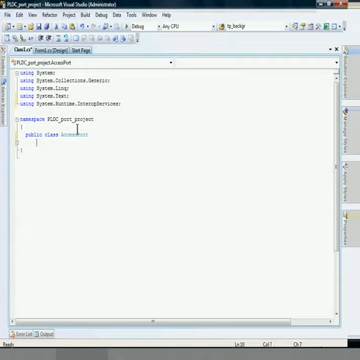 PLDC_port_project - Microsoft Visual Studio (Administrator)
File Edit View Refactor Project Build Debug Data Tools Test Window Help
Debug Any CPU tp_backgr
Class1.cs* Form1.cs [Design] Start Page
PLDC_port_project.AccessPort
using System;
using System.Collections.Generic;
using System.Linq;
using System.Text;
using System.Runtime.InteropServices;
namespace PLDC_port_project
{
public class AccessPort
}
Error List Output
Ready Ln 10 Col 7 Ch 7